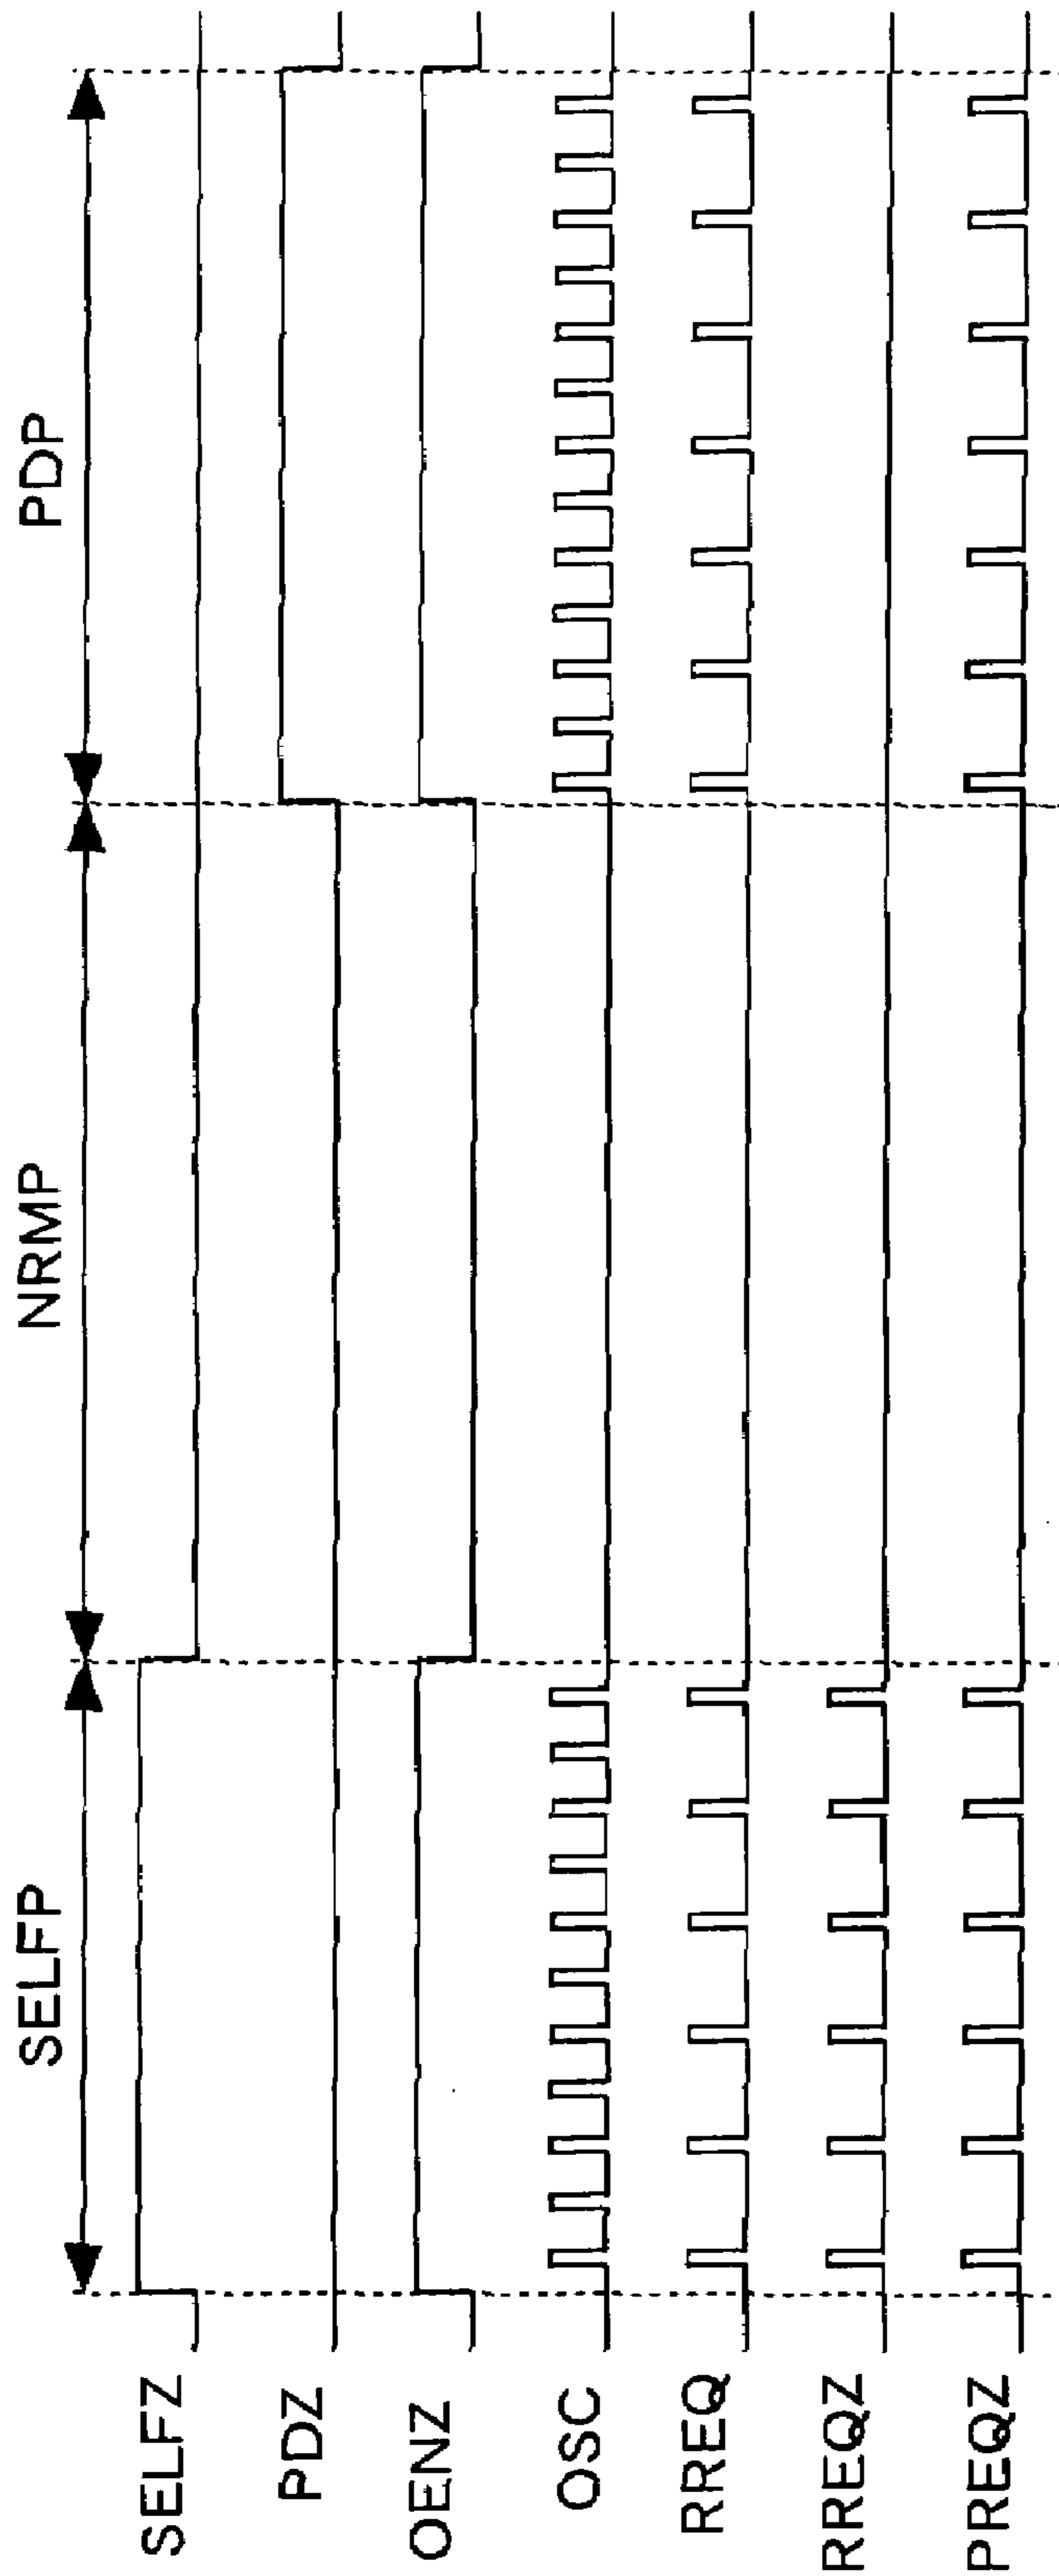 SELFP
NRMP
PDP
SELFZ
PDZ
OENZ
OSC
RREQ
RREQZ
PREQZ